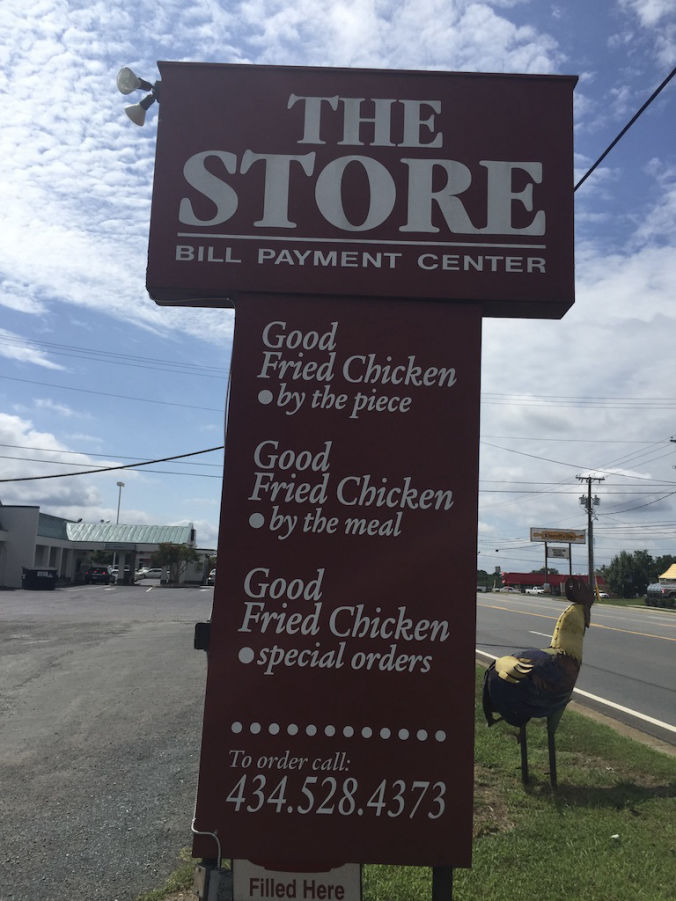 THE
STORE
BILL PAYMENT CENTER
Good
Fried Chicken
• by the piece
Good
Fried Chicken
• by the meal
Good
Fried Chicken
• special orders
To order call:
434.528.4373
Filled Here